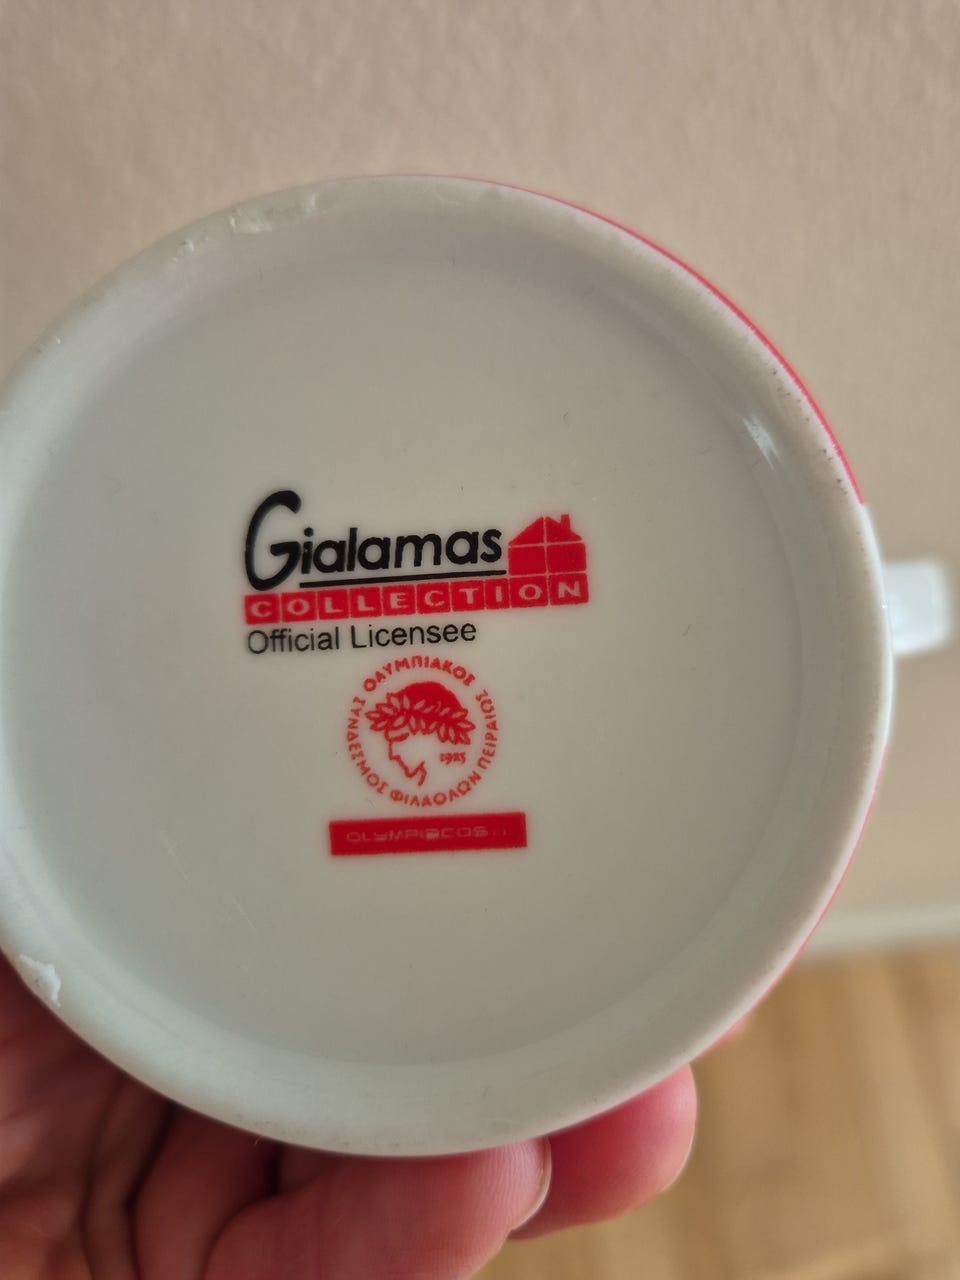 Gialamas
COLLECTION
Official Licensee
ΟΛΥΜΠΙΑΚΟΣ
ΣΥΝΔΕΣΜΟΣ ΦΙΛΑΘΛΩΝ ΠΕΙΡΑΙΩΣ
1925
OLYMPIACOS